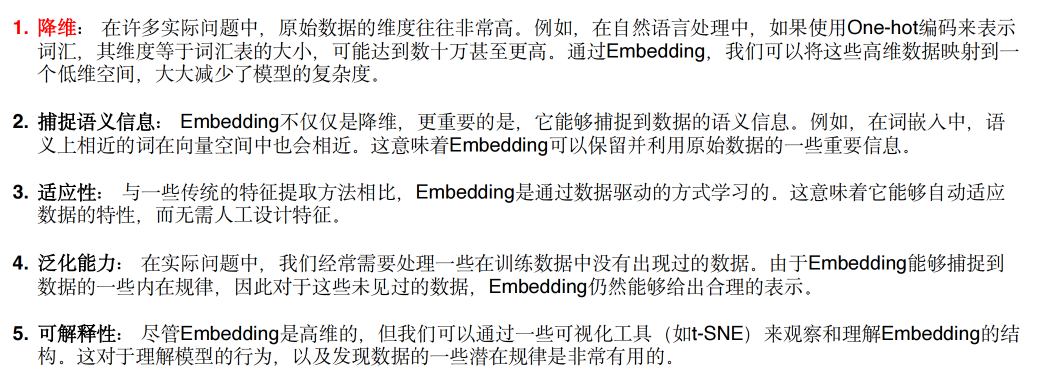 1. 降维： 在许多实际问题中，原始数据的维度往往非常高。例如，在自然语言处理中，如果使用One-hot编码来表示
词汇，其维度等于词汇表的大小，可能达到数十万甚至更高。通过Embedding，我们可以将这些高维数据映射到一
个低维空间，大大减少了模型的复杂度。
2. 捕捉语义信息： Embedding不仅仅是降维，更重要的是，它能够捕捉到数据的语义信息。例如，在词嵌入中，语
义上相近的词在向量空间中也会相近。这意味着Embedding可以保留并利用原始数据的一些重要信息。
3. 适应性： 与一些传统的特征提取方法相比，Embedding是通过数据驱动的方式学习的。这意味着它能够自动适应
数据的特性，而无需人工设计特征。
4. 泛化能力： 在实际问题中，我们经常需要处理一些在训练数据中没有出现过的数据。由于Embedding能够捕捉到
数据的一些内在规律，因此对于这些未见过的数据，Embedding仍然能够给出合理的表示。
5. 可解释性： 尽管Embedding是高维的，但我们可以通过一些可视化工具（如t-SNE）来观察和理解Embedding的结
构。这对于理解模型的行为，以及发现数据的一些潜在规律是非常有用的。